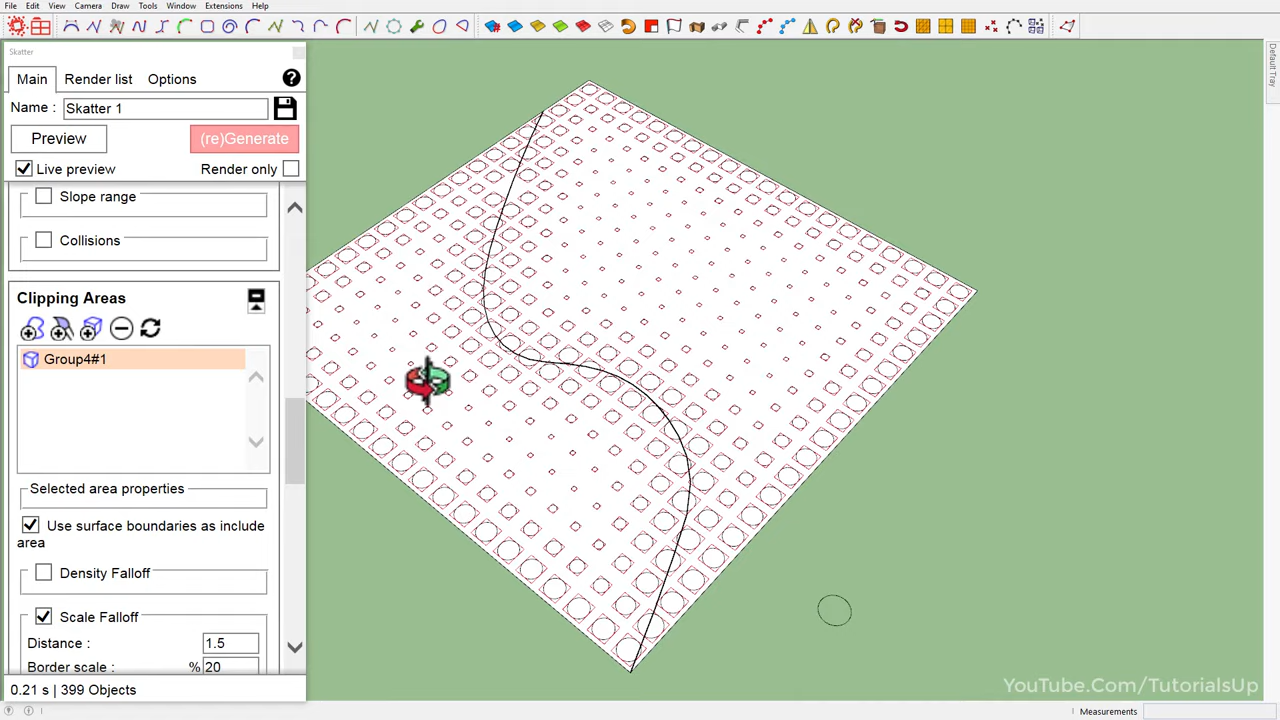 File Edit View Camera Draw Tools Window Extensions Help
Skatter
Main Render list Options
Name : Skatter 1
Preview (re)Generate
Live preview Render only
Slope range
Collisions
Clipping Areas
Group4#1
Selected area properties
Use surface boundaries as include
area
Density Falloff
Scale Falloff
Distance : 1.5
Border scale : % 20
0.21 s | 399 Objects
Default Tray
YouTube.Com/TutorialsUp
Measurements